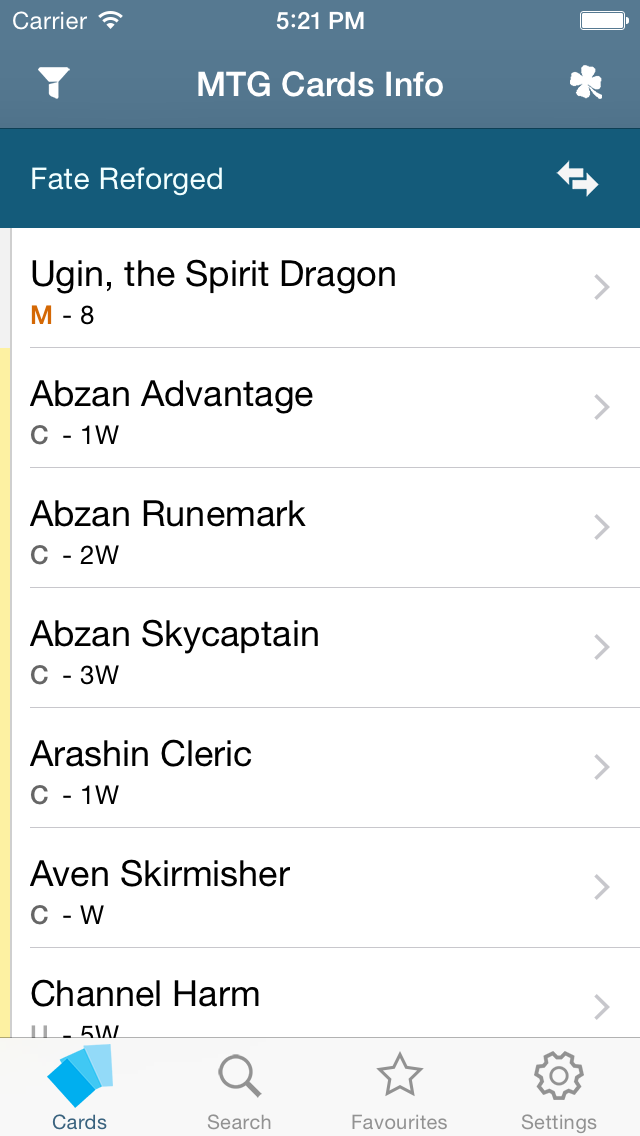 Carrier 5:21 PM
MTG Cards Info
Fate Reforged
Ugin, the Spirit Dragon
M - 8
Abzan Advantage
C - 1W
Abzan Runemark
C - 2W
Abzan Skycaptain
C - 3W
Arashin Cleric
C - 1W
Aven Skirmisher
C - W
Channel Harm
U - 5W
Cards Search Favourites Settings